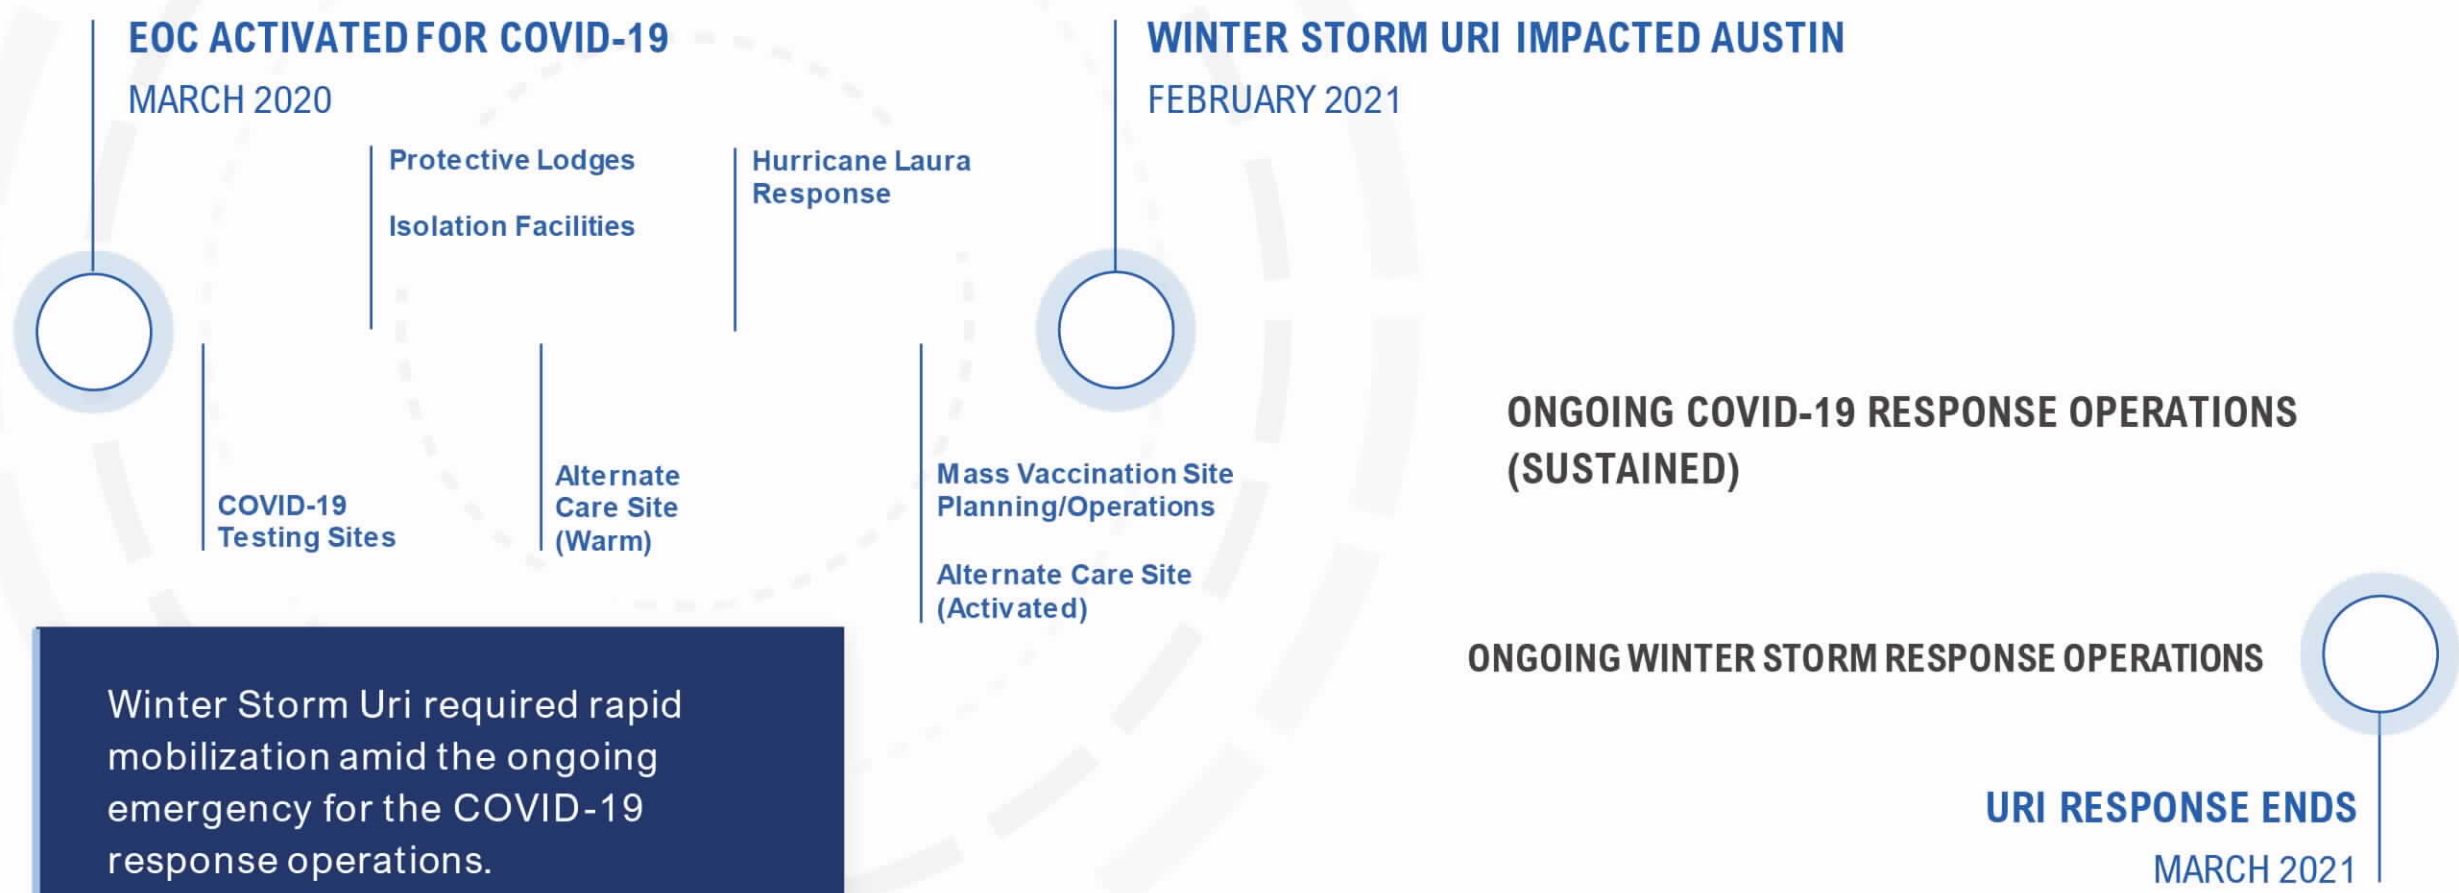 EOC ACTIVATED FOR COVID-19
MARCH 2020
WINTER STORM URI IMPACTED AUSTIN
FEBRUARY 2021
Protective Lodges
Isolation Facilities
Hurricane Laura
Response
COVID-19
Testing Sites
Alternate
Care Site
(Warm)
Mass Vaccination Site
Planning/Operations
Alternate Care Site
(Activated)
ONGOING COVID-19 RESPONSE OPERATIONS
(SUSTAINED)
ONGOING WINTER STORM RESPONSE OPERATIONS
Winter Storm Uri required rapid
mobilization amid the ongoing
emergency for the COVID-19
response operations.
URI RESPONSE ENDS
MARCH 2021